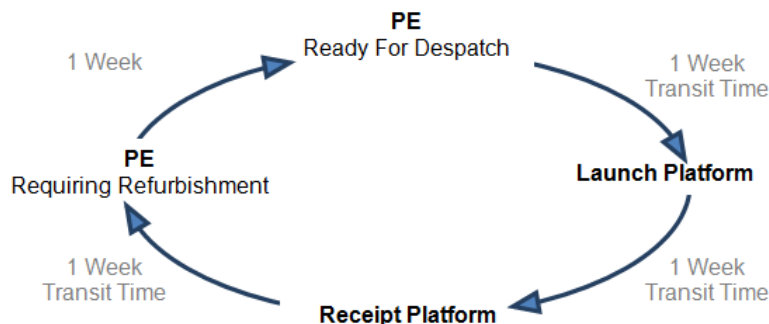 PE
Ready For Despatch
1 Week
1 Week
Transit Time
PE
Requiring Refurbishment
Launch Platform
1 Week
Transit Time
1 Week
Transit Time
Receipt Platform